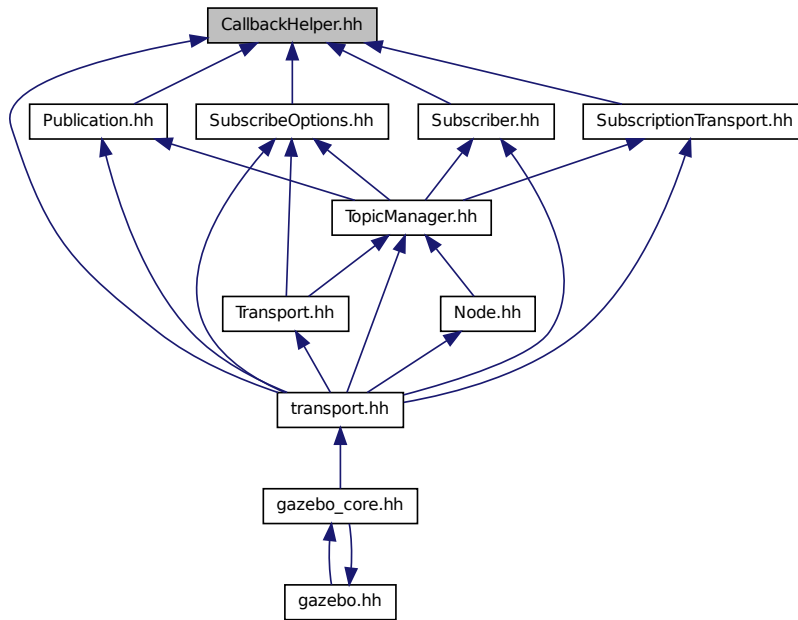 CallbackHelper.hh
Publication.hh
SubscribeOptions.hh
Subscriber.hh
SubscriptionTransport.hh
TopicManager.hh
Transport.hh
Node.hh
transport.hh
gazebo_core.hh
gazebo.hh